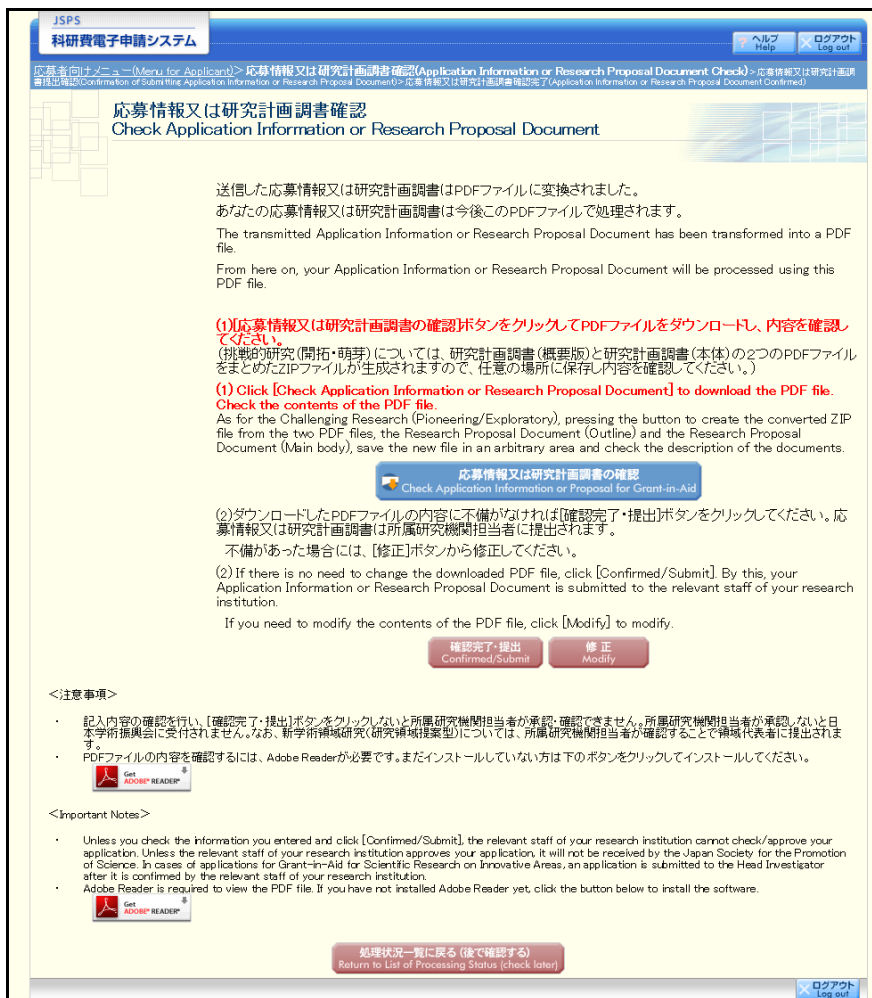 JSPS
科研費電子申請システム
? ヘルプ
Help
ログアウト
Log out
応募者向けメニュー(Menu for Applicant)> 応募情報又は研究計画書確認(Application Information or Research Proposal Document Check)>応募情報又は研究計画調
書提出確認(Confirmation of Submitting Application Information or Research Proposal Document)>応募情報又は研究計画調書確認完了(Application Information or Research Proposal Document Confirmed)
応募情報又は研究計画調書確認
Check Application Information or Research Proposal Document
送信した応募情報又は研究計画調書はPDFファイルに変換されました。
あなたの応募情報又は研究計画調書は今後このPDFファイルで処理されます。
The transmitted Application Information or Research Proposal Document has been transformed into a PDF
file.
From here on, your Application Information or Research Proposal Document will be processed using this
PDF file.
(1)[応募情報又は研究計画調書の確認]ボタンをクリックしてPDFファイルをダウンロードし、内容を確認し
てください。
(挑戦的研究(開拓・萌芽)については、研究計画調書(概要版)と研究計画調書(本体)の2つのPDFファイル
をまとめたZIPファイルが生成されますので、任意の場所に保存し内容を確認してください。)
(1) Click [Check Application Information or Research Proposal Document] to download the PDF file.
Check the contents of the PDF file.
As for the Challenging Research (Pioneering/Exploratory), pressing the button to create the converted ZIP
file from the two PDF files, the Research Proposal Document (Outline) and the Research Proposal
Document (Main body), save the new file in an arbitrary area and check the description of the documents.
応募情報又は研究計画調書の確認
Check Application Information or Proposal for Grant-in-Aid
(2)ダウンロードしたPDFファイルの内容に不備がなければ[確認完了・提出]ボタンをクリックしてください。応
募情報又は研究計画調書は所属研究機関担当者に提出されます。
不備があった場合には、[修正]ボタンから修正してください。
(2) If there is no need to change the downloaded PDF file, click [Confirmed/Submit]. By this, your
Application Information or Research Proposal Document is submitted to the relevant staff of your research
institution.
If you need to modify the contents of the PDF file, click [Modify] to modify.
確認完了・提出
Confirmed/Submit
修 正
Modify
<注意事項>
・ 記入内容の確認を行い、[確認完了・提出]ボタンをクリックしないと所属研究機関担当者が承認・確認できません。所属研究機関担当者が承認しないと日
本学術振興会に受付されません。なお、新学術領域研究(研究領域提案型)については、所属研究機関担当者が確認することで領域代表者に提出されま
す。
・ PDFファイルの内容を確認するには、Adobe Readerが必要です。まだインストールしていない方は下のボタンをクリックしてインストールしてください。
Get
ADOBE® READER®
<Important Notes>
・ Unless you check the information you entered and click [Confirmed/Submit], the relevant staff of your research institution cannot check/approve your
application. Unless the relevant staff of your research institution approves your application, it will not be received by the Japan Society for the Promotion
of Science. In cases of applications for Grant-in-Aid for Scientific Research on Innovative Areas, an application is submitted to the Head Investigator
after it is confirmed by the relevant staff of your research institution.
・ Adobe Reader is required to view the PDF file. If you have not installed Adobe Reader yet, click the button below to install the software.
Get
ADOBE® READER®
処理状況一覧に戻る (後で確認する)
Return to List of Processing Status (check later)
ログアウト
Log out